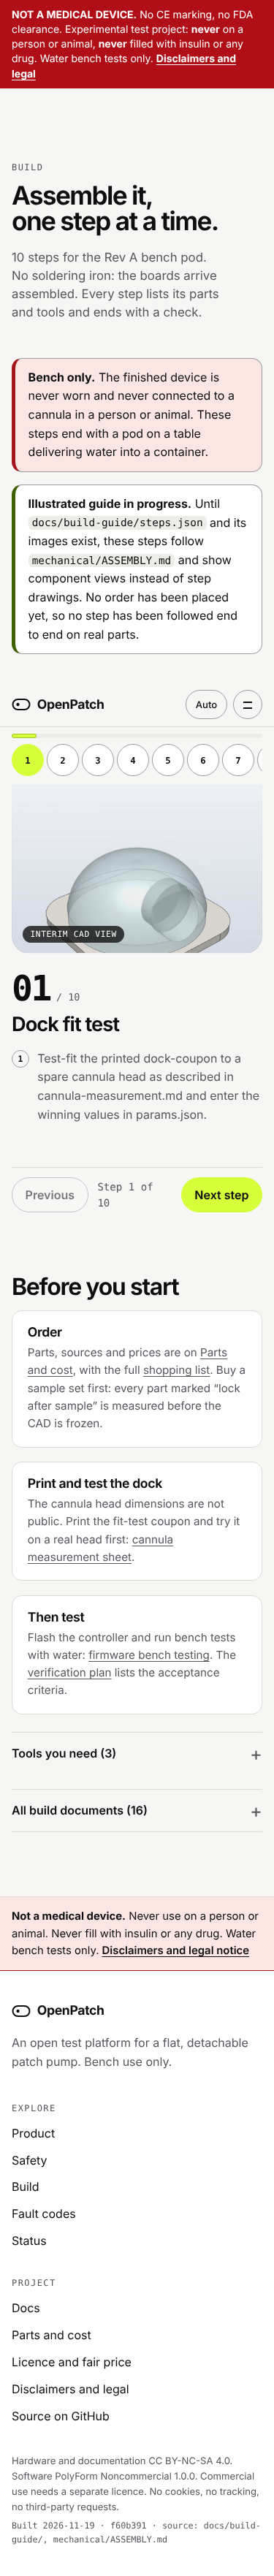 NOT A MEDICAL DEVICE. No CE marking, no FDA
clearance. Experimental test project: never on a
person or animal, never filled with insulin or any
drug. Water bench tests only. Disclaimers and
legal
BUILD
Assemble it,
one step at a time.
10 steps for the Rev A bench pod.
No soldering iron: the boards arrive
assembled. Every step lists its parts
and tools and ends with a check.
Bench only. The finished device is
never worn and never connected to a
cannula in a person or animal. These
steps end with a pod on a table
delivering water into a container.
Illustrated guide in progress. Until
docs/build-guide/steps.json and its
images exist, these steps follow
mechanical/ASSEMBLY.md and show
component views instead of step
drawings. No order has been placed
yet, so no step has been followed end
to end on real parts.
OpenPatch
Auto
1 2 3 4 5 6 7
INTERIM CAD VIEW
01 / 10
Dock fit test
1 Test-fit the printed dock-coupon to a
spare cannula head as described in
cannula-measurement.md and enter the
winning values in params.json.
Previous
Step 1 of
10
Next step
Before you start
Order
Parts, sources and prices are on Parts
and cost, with the full shopping list. Buy a
sample set first: every part marked “lock
after sample” is measured before the
CAD is frozen.
Print and test the dock
The cannula head dimensions are not
public. Print the fit-test coupon and try it
on a real head first: cannula
measurement sheet.
Then test
Flash the controller and run bench tests
with water: firmware bench testing. The
verification plan lists the acceptance
criteria.
Tools you need (3) +
All build documents (16) +
Not a medical device. Never use on a person or
animal. Never fill with insulin or any drug. Water
bench tests only. Disclaimers and legal notice
OpenPatch
An open test platform for a flat, detachable
patch pump. Bench use only.
EXPLORE
Product
Safety
Build
Fault codes
Status
PROJECT
Docs
Parts and cost
Licence and fair price
Disclaimers and legal
Source on GitHub
Hardware and documentation CC BY-NC-SA 4.0.
Software PolyForm Noncommercial 1.0.0. Commercial
use needs a separate licence. No cookies, no tracking,
no third-party requests.
Built 2026-11-19 · f60b391 · source: docs/build-
guide/, mechanical/ASSEMBLY.md